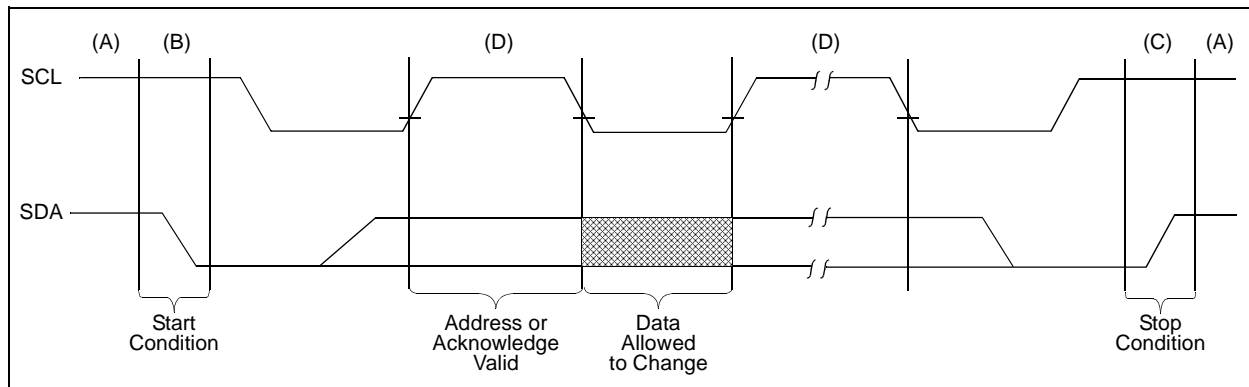 (A) (B) (D) (D) (C) (A)
SCL
SDA
Start
Condition
Address or
Acknowledge
Valid
Data
Allowed
to Change
Stop
Condition